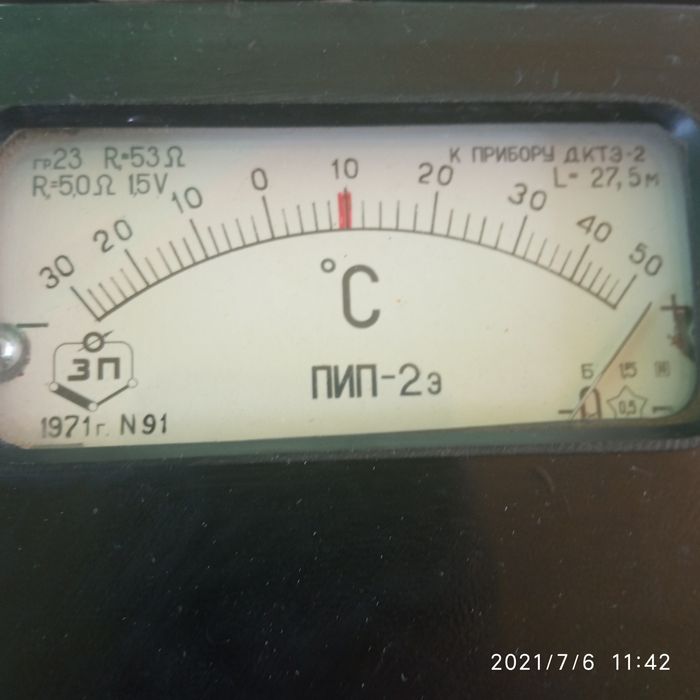 гр23 Rт=53Ω К ПРИБОРУ ДКТЭ-2
R=5,0Ω 1,5V L= 27,5м
30 20 10 0 10 20 30 40 50
°C
− +
ЗП
ПИП-2э
Б 1,5 Н
0,5
1971г. N91
2021/7/6 11:42